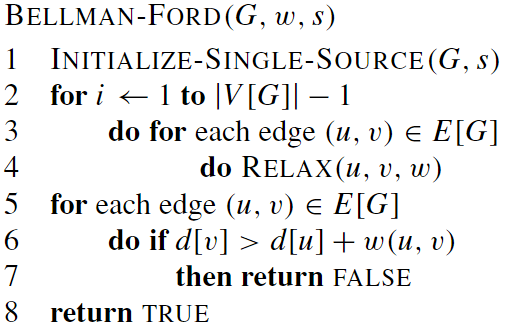 BELLMAN-FORD(G, w, s)
1 INITIALIZE-SINGLE-SOURCE(G, s)
2 for i ← 1 to |V[G]| − 1
3 do for each edge (u, v) ∈ E[G]
4 do RELAX(u, v, w)
5 for each edge (u, v) ∈ E[G]
6 do if d[v] > d[u] + w(u, v)
7 then return FALSE
8 return TRUE